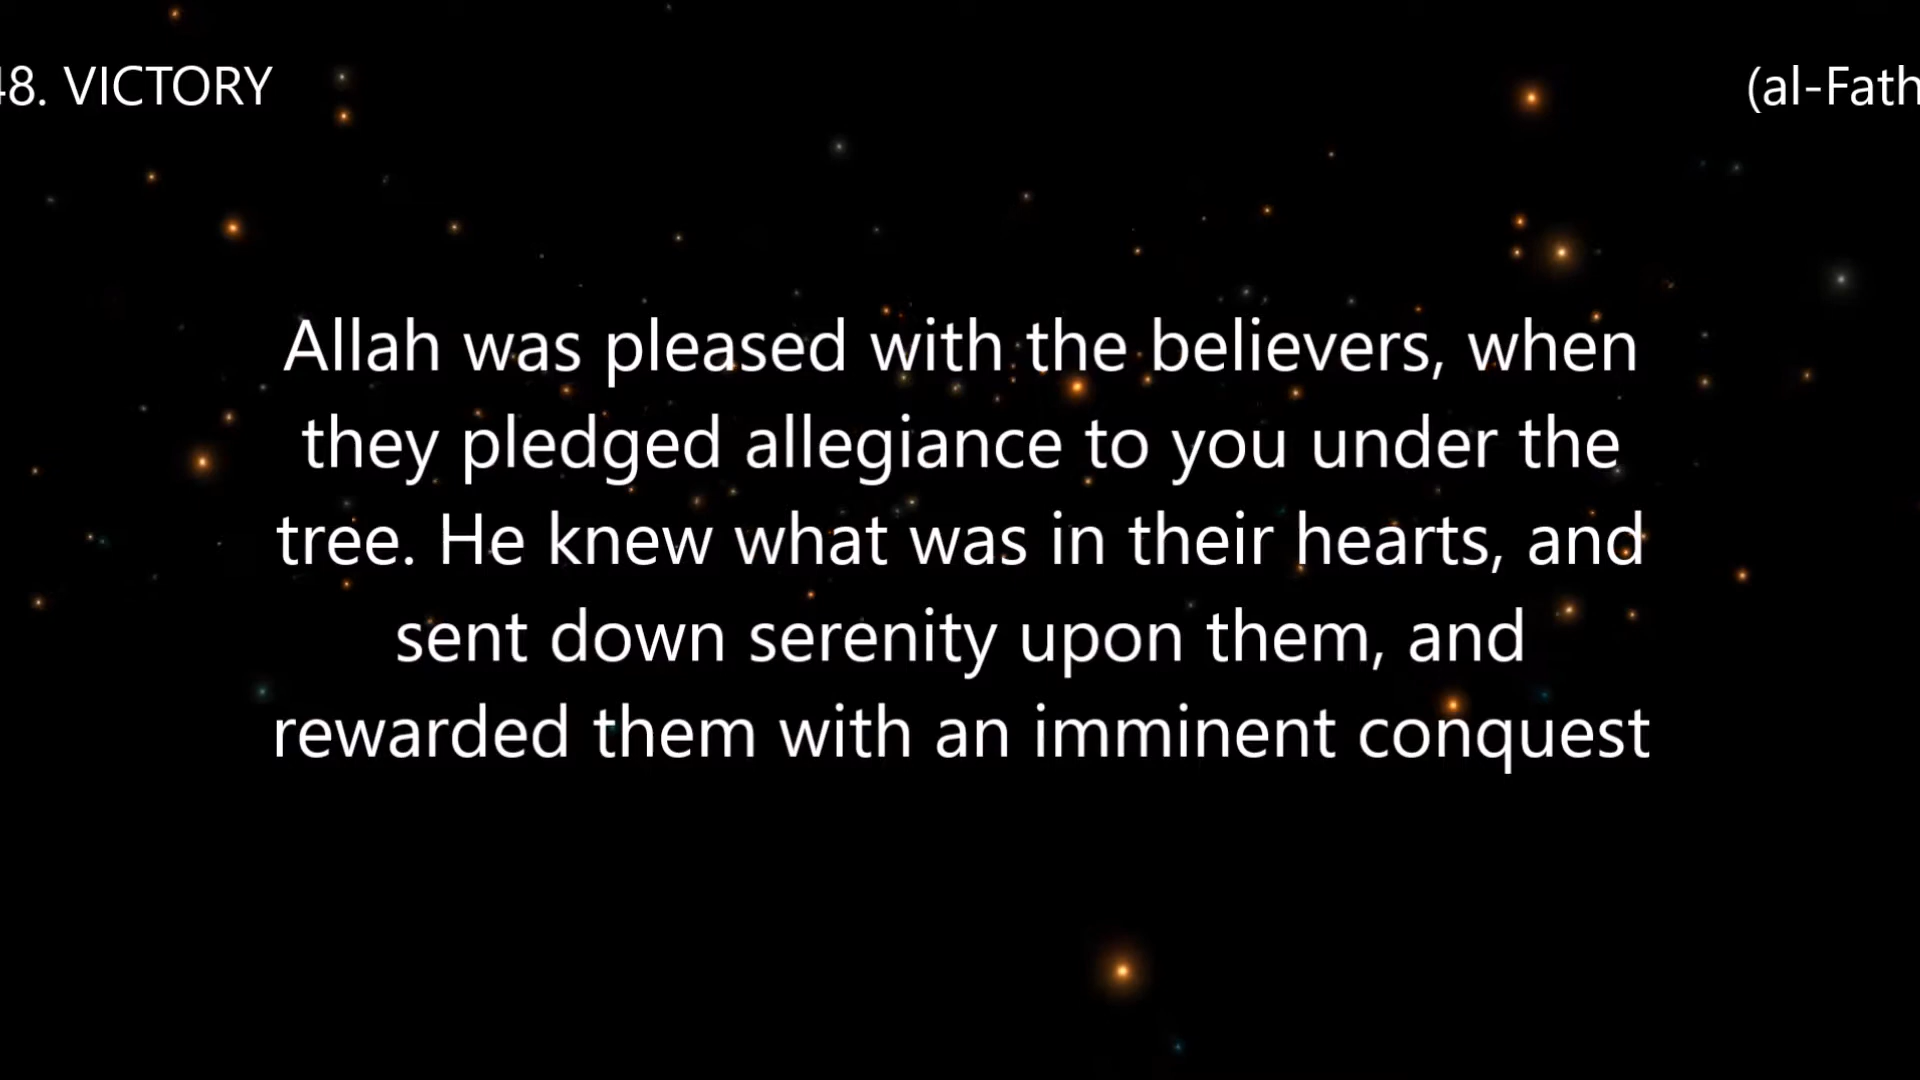 48. VICTORY (al-Fath
Allah was pleased with the believers, when
they pledged allegiance to you under the
tree. He knew what was in their hearts, and
sent down serenity upon them, and
rewarded them with an imminent conquest